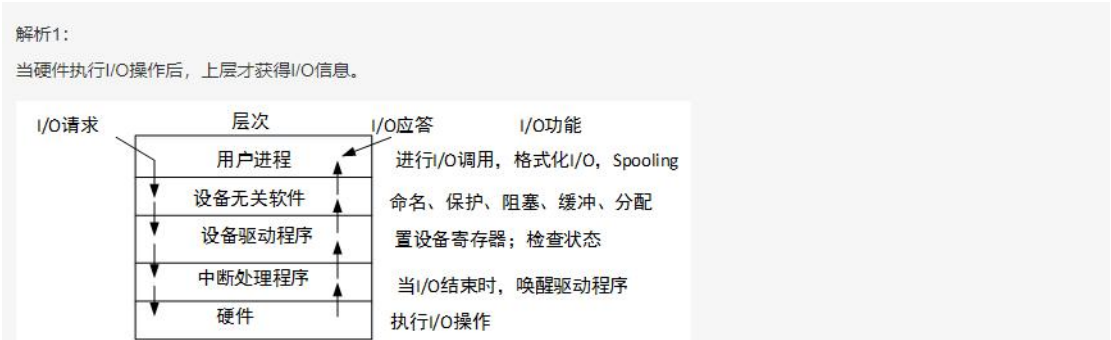 解析1：
当硬件执行I/O操作后，上层才获得I/O信息。
I/O请求 层次 I/O应答 I/O功能
用户进程 进行I/O调用，格式化I/O，Spooling
设备无关软件 命名、保护、阻塞、缓冲、分配
设备驱动程序 置设备寄存器；检查状态
中断处理程序 当I/O结束时，唤醒驱动程序
硬件 执行I/O操作